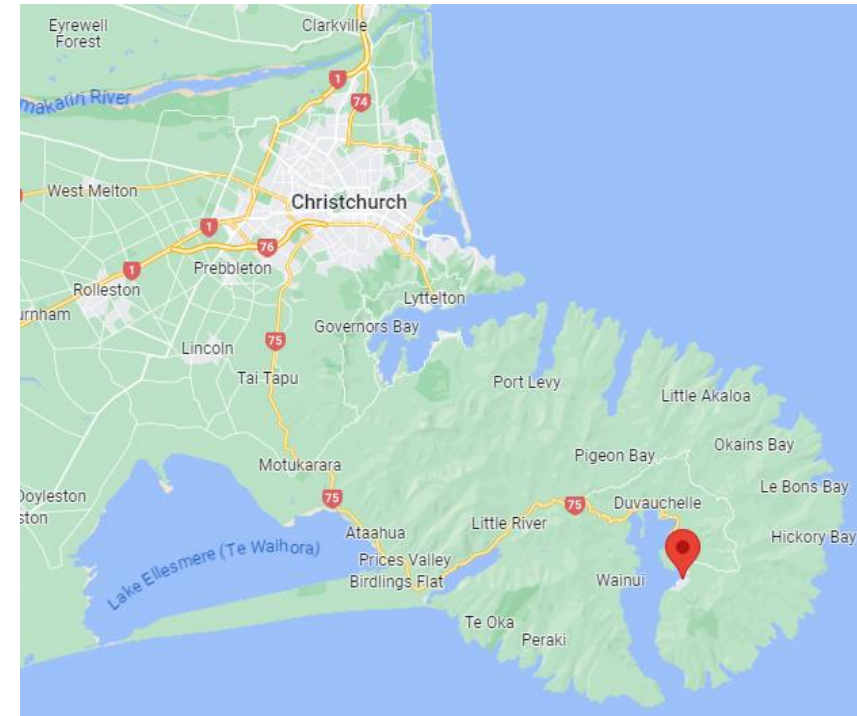 Eyrewell
Forest
Clarkville
makariri River
1
74
West Melton
Christchurch
1
76
Prebbleton
1
Rolleston
Lyttelton
urnham
Governors Bay
75
Lincoln
Tai Tapu
Port Levy
Little Akaloa
Okains Bay
Motukarara
Pigeon Bay
Le Bons Bay
Doyleston
ston
75
75
Duvauchelle
Little River
Ataahua
Hickory Bay
Lake Ellesmere (Te Waihora)
Prices Valley
Birdlings Flat
Wainui
Te Oka
Peraki